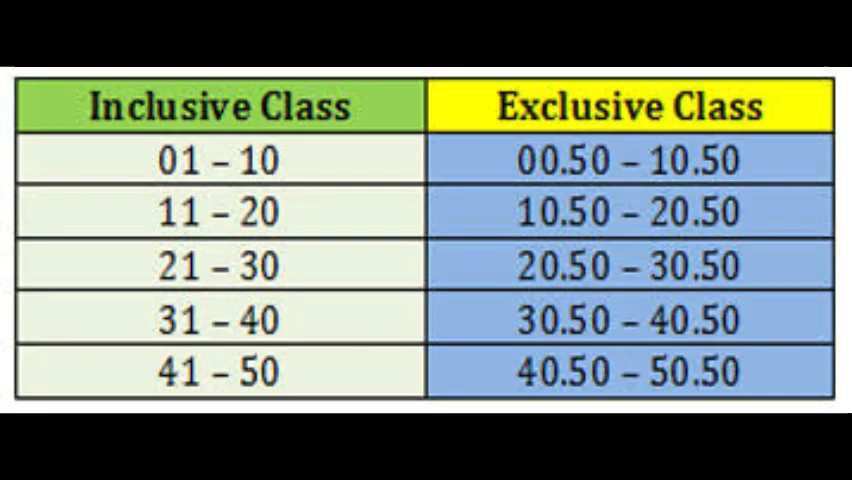 Inclusive Class Exclusive Class
01 – 10 00.50 – 10.50
11 – 20 10.50 – 20.50
21 – 30 20.50 – 30.50
31 – 40 30.50 – 40.50
41 – 50 40.50 – 50.50